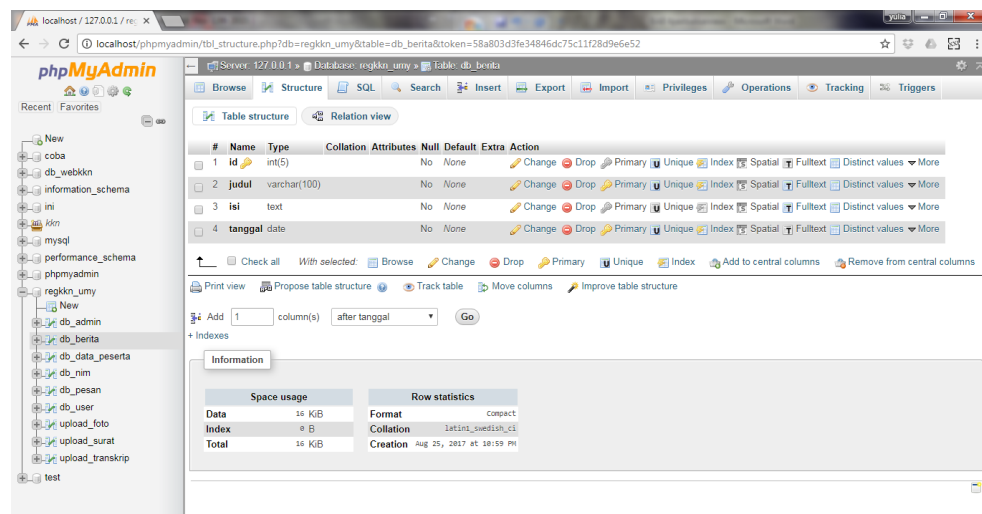 localhost / 127.0.0.1 / reg
yulia
localhost/phpmyadmin/tbl_structure.php?db=regkkn_umy&table=db_berita&token=58a803d3fe34846dc75c11f28d9e6e52
phpMyAdmin
Recent Favorites
New
coba
db_webkkn
information_schema
ini
kkn
mysql
performance_schema
phpmyadmin
regkkn_umy
New
db_admin
db_berita
db_data_peserta
db_nim
db_pesan
db_user
upload_foto
upload_surat
upload_transkrip
test
Server: 127.0.0.1 » Database: regkkn_umy » Table: db_berita
Browse Structure SQL Search Insert Export Import Privileges Operations Tracking Triggers
Table structure Relation view
# Name Type Collation Attributes Null Default Extra Action
1 id int(5) No None Change Drop Primary Unique Index Spatial Fulltext Distinct values More
2 judul varchar(100) No None Change Drop Primary Unique Index Spatial Fulltext Distinct values More
3 isi text No None Change Drop Primary Unique Index Spatial Fulltext Distinct values More
4 tanggal date No None Change Drop Primary Unique Index Spatial Fulltext Distinct values More
Check all With selected: Browse Change Drop Primary Unique Index Add to central columns Remove from central columns
Print view Propose table structure Track table Move columns Improve table structure
Add 1 column(s) after tanggal Go
+ Indexes
Information
Space usage
Data 16 KiB
Index 0 B
Total 16 KiB
Row statistics
Format Compact
Collation latin1_swedish_ci
Creation Aug 25, 2017 at 10:59 PM